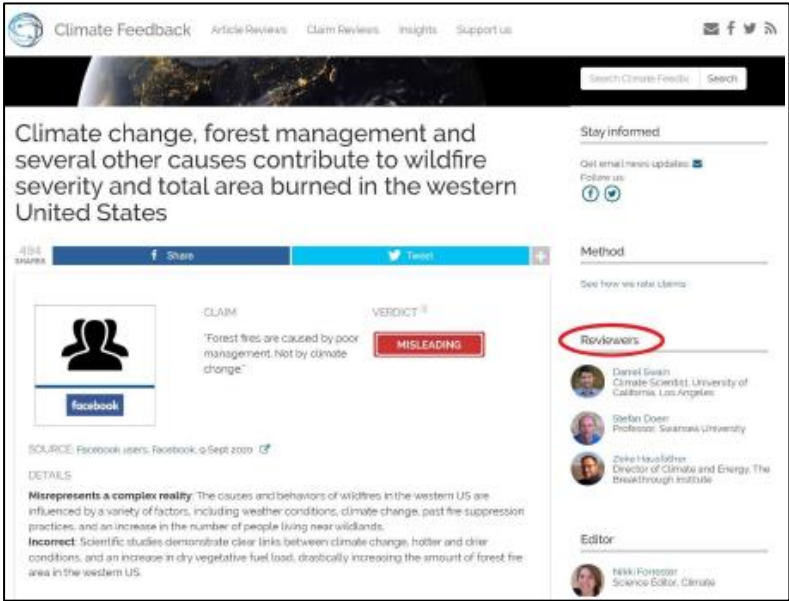 Climate Feedback Article Reviews Claim Reviews Insights Support us
Search Climate Feedba Search
Climate change, forest management and
several other causes contribute to wildfire
severity and total area burned in the western
United States
494
SHARES
f Share
Tweet
+
CLAIM
"Forest fires are caused by poor
management. Not by climate
change."
VERDICT
MISLEADING
facebook
SOURCE: Facebook users, Facebook, 9 Sept 2020
DETAILS
Misrepresents a complex reality: The causes and behaviors of wildfires in the western US are
influenced by a variety of factors, including weather conditions, climate change, past fire suppression
practices, and an increase in the number of people living near wildlands.
Incorrect: Scientific studies demonstrate clear links between climate change, hotter and drier
conditions, and an increase in dry vegetative fuel load, drastically increasing the amount of forest fire
area in the western US.
Stay informed
Get email news updates:
Follow us:
Method
See how we rate claims
Reviewers
Daniel Swain
Climate Scientist, University of
California, Los Angeles
Stefan Doerr
Professor, Swansea University
Zeke Hausfather
Director of Climate and Energy, The
Breakthrough Institute
Editor
Nikki Forrester
Science Editor, Climate